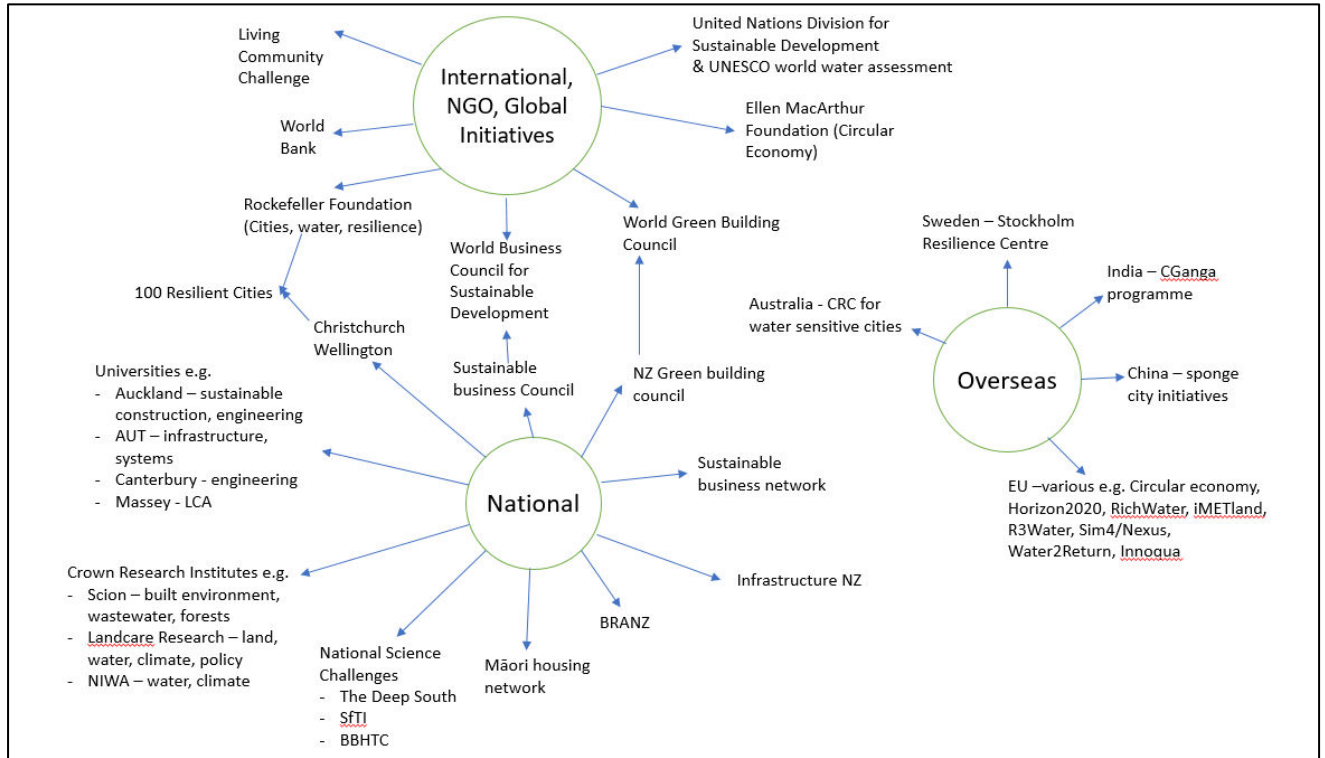 Living
Community
Challenge
International,
NGO, Global
Initiatives
United Nations Division for
Sustainable Development
& UNESCO world water assessment
Ellen MacArthur
Foundation (Circular
Economy)
World
Bank
Rockefeller Foundation
(Cities, water, resilience)
World Business
Council for
Sustainable
Development
World Green Building
Council
100 Resilient Cities
Christchurch
Wellington
Sustainable
business Council
NZ Green building
council
Universities e.g.
- Auckland – sustainable
construction, engineering
- AUT – infrastructure,
systems
- Canterbury - engineering
- Massey - LCA
National
Sustainable
business network
Crown Research Institutes e.g.
- Scion – built environment,
wastewater, forests
- Landcare Research – land,
water, climate, policy
- NIWA – water, climate
National Science
Challenges
- The Deep South
- SfTI
- BBHTC
Māori housing
network
BRANZ
Infrastructure NZ
Sweden – Stockholm
Resilience Centre
India – CGanga
programme
Australia - CRC for
water sensitive cities
Overseas
China – sponge
city initiatives
EU –various e.g. Circular economy,
Horizon2020, RichWater, iMETland,
R3Water, Sim4/Nexus,
Water2Return, Innoqua